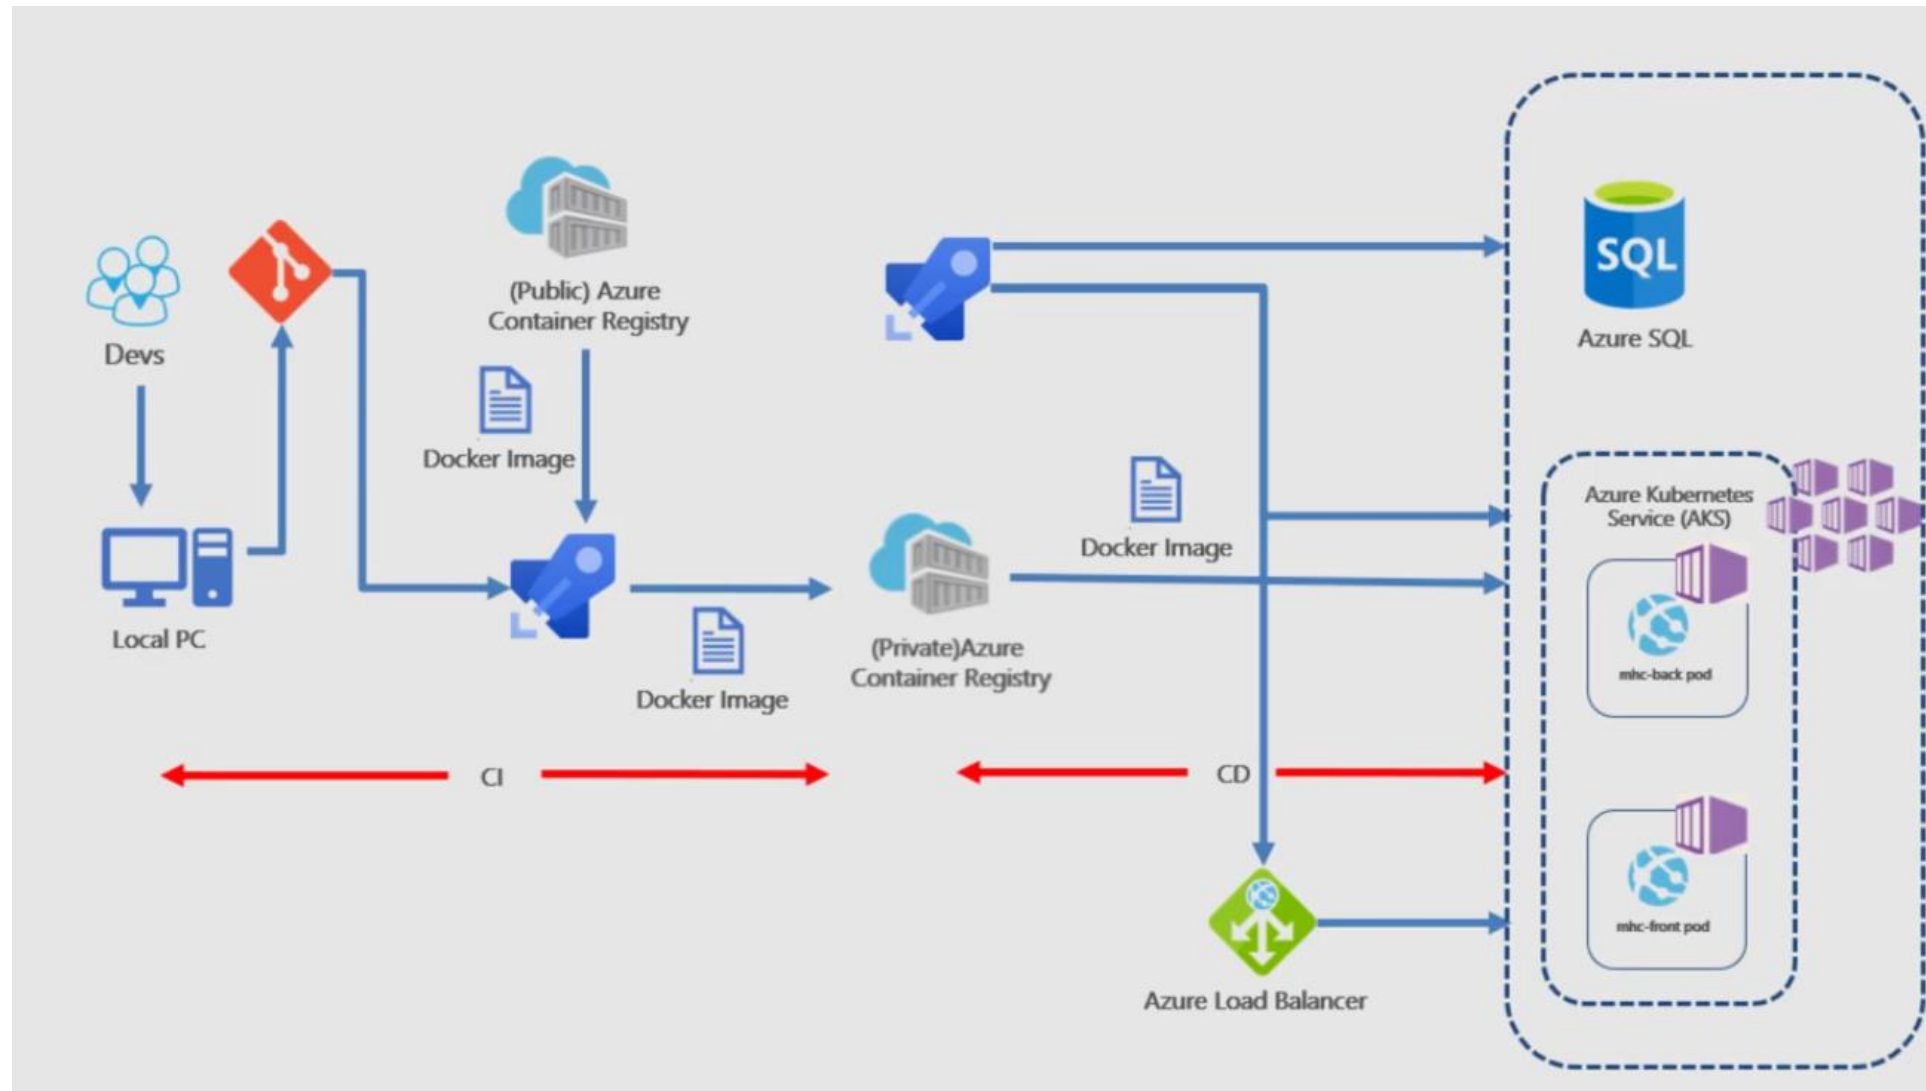 (Public) Azure
Container Registry
Devs
SQL
Azure SQL
Docker Image
Azure Kubernetes
Service (AKS)
Docker Image
Local PC
(Private)Azure
Container Registry
Docker Image
mhc-back pod
CI
CD
mhc-front pod
Azure Load Balancer